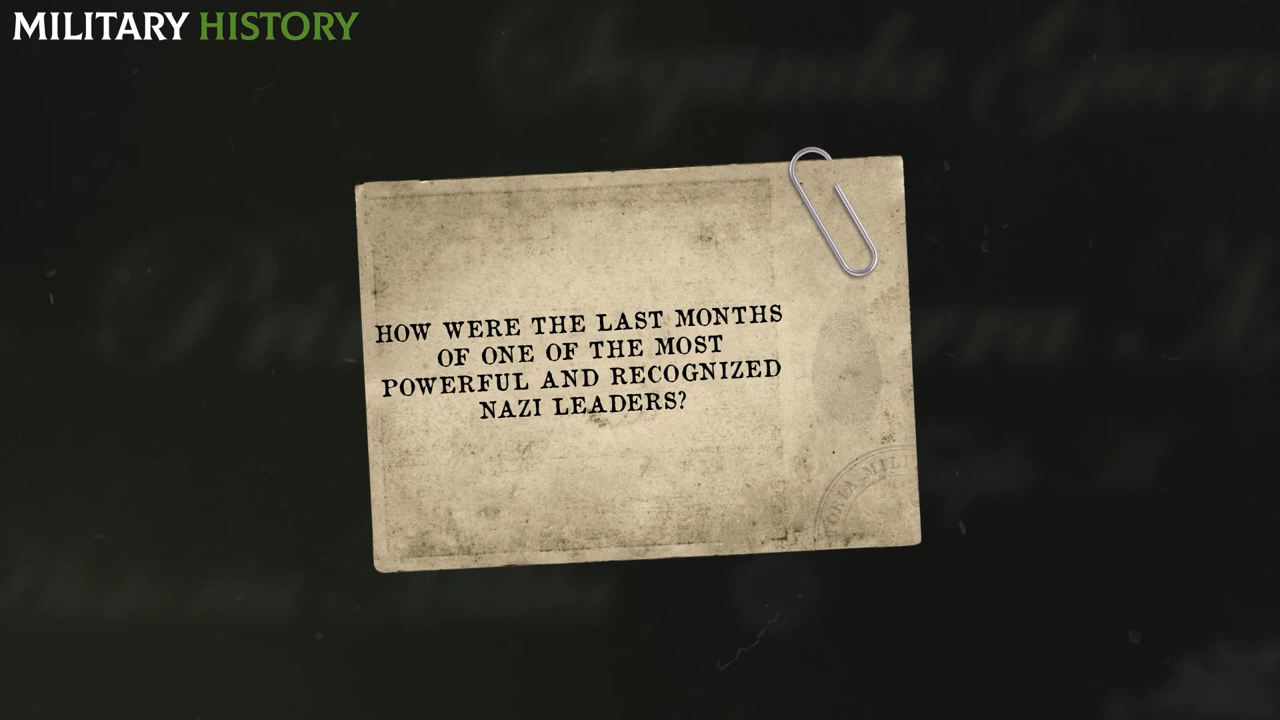 MILITARY HISTORY
HOW WERE THE LAST MONTHS
OF ONE OF THE MOST
POWERFUL AND RECOGNIZED
NAZI LEADERS?